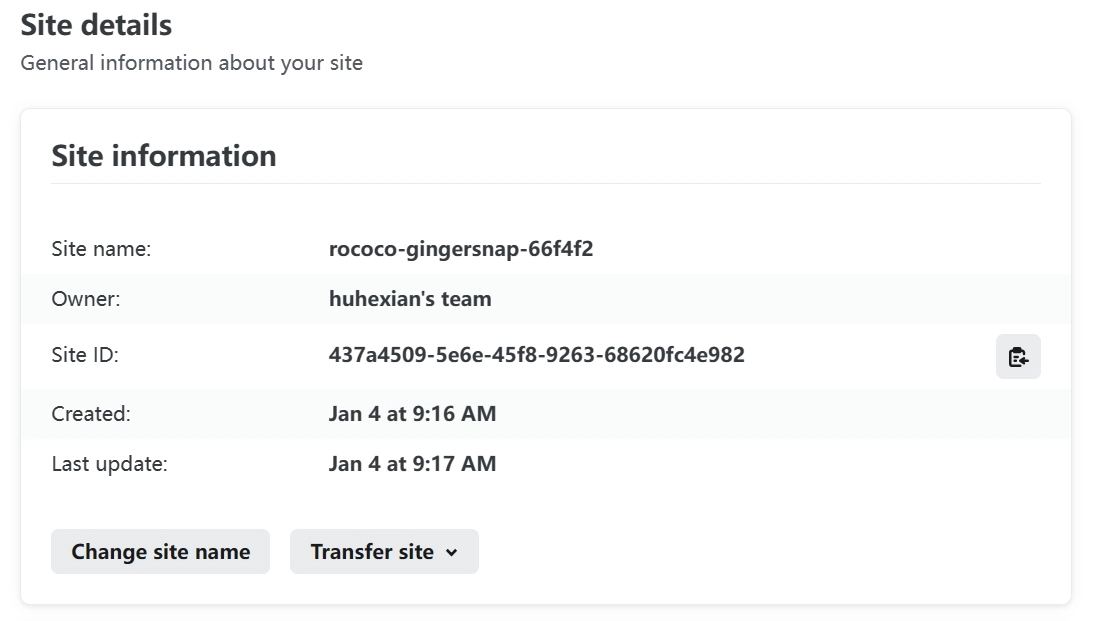 Site details
General information about your site
Site information
Site name: rococo-gingersnap-66f4f2
Owner: huhexian's team
Site ID: 437a4509-5e6e-45f8-9263-68620fc4e982
Created: Jan 4 at 9:16 AM
Last update: Jan 4 at 9:17 AM
Change site name Transfer site